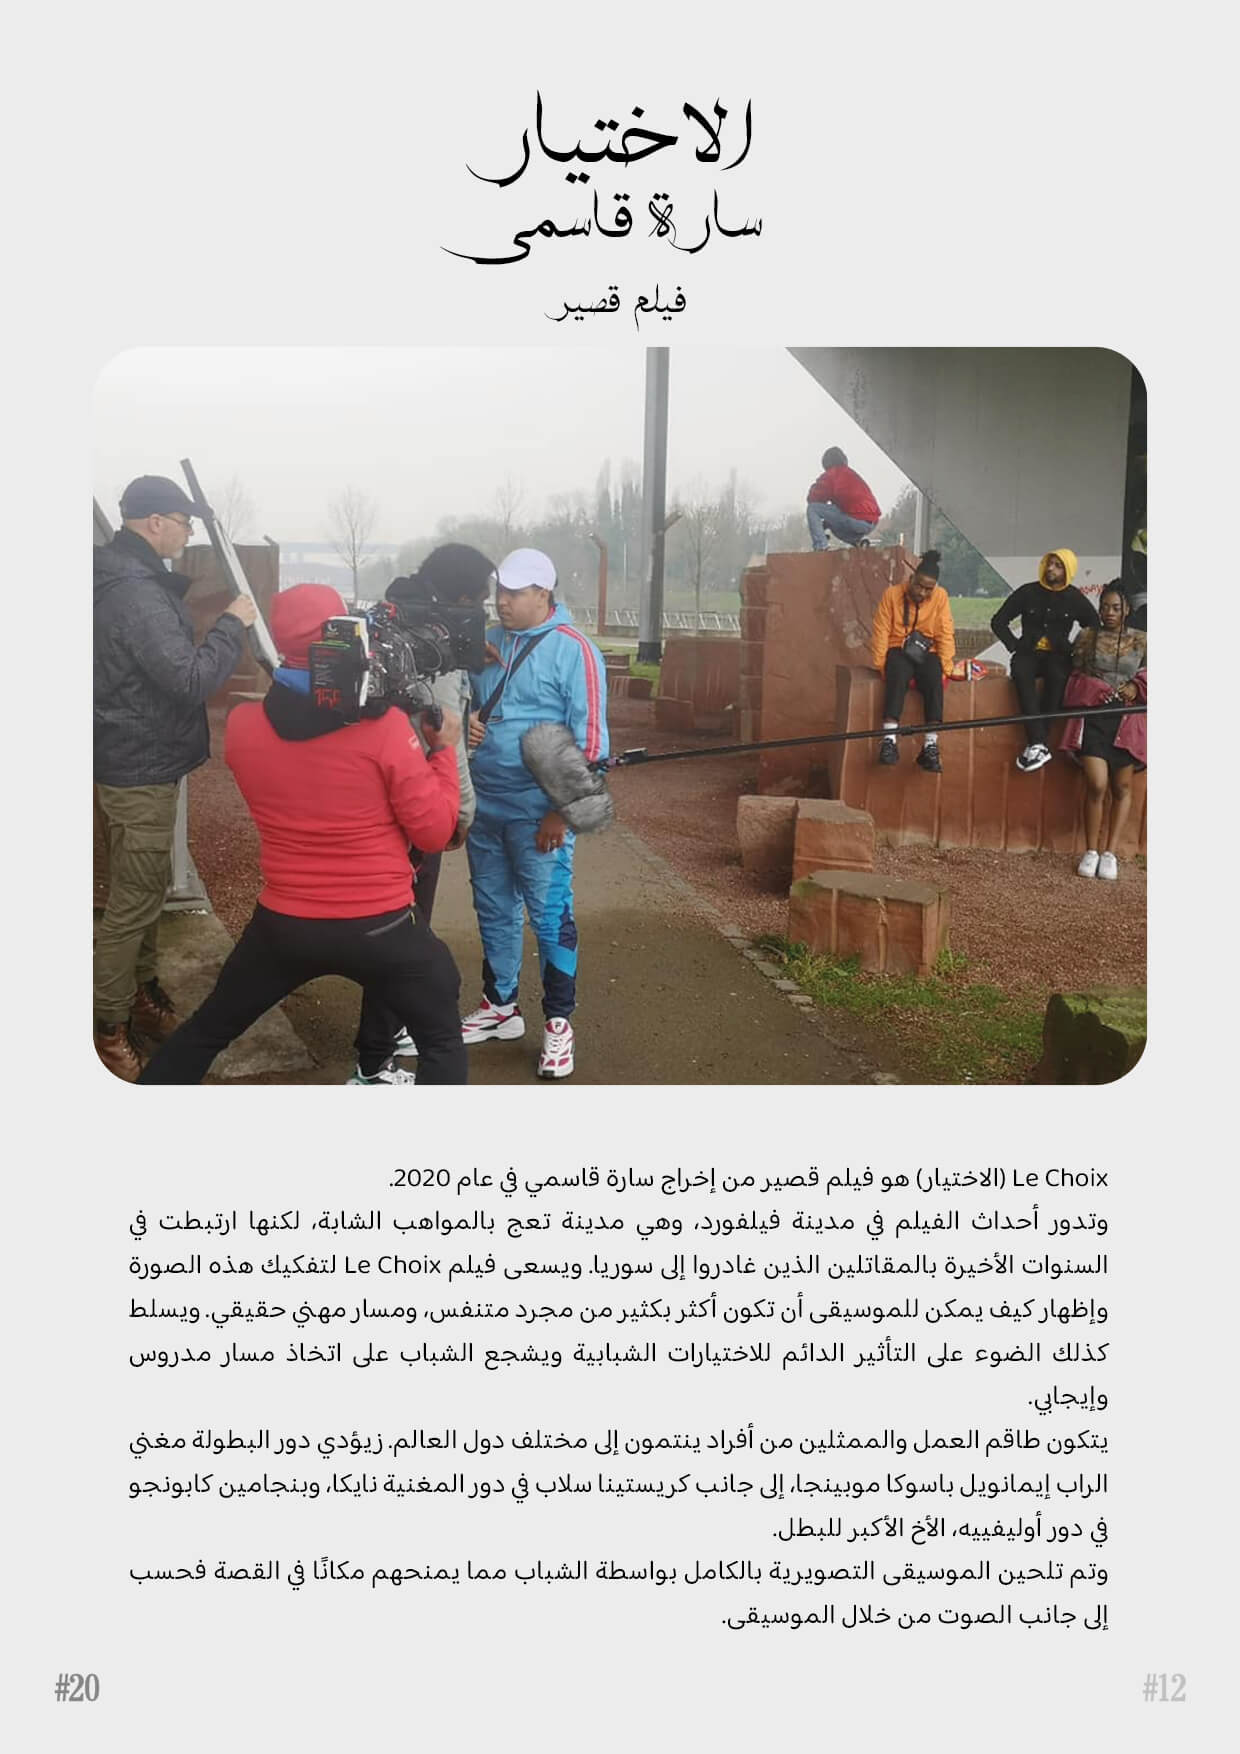 الاختيار
سارة قاسمى
فيلم قصير
Le Choix (الاختيار) هو فيلم قصير من إخراج سارة قاسمي في عام 2020.
وتدور أحداث الفيلم في مدينة فيلفورد، وهي مدينة تعج بالمواهب الشابة، لكنها ارتبطت في
السنوات الأخيرة بالمقاتلين الذين غادروا إلى سوريا. ويسعى فيلم Le Choix لتفكيك هذه الصورة
وإظهار كيف يمكن للموسيقى أن تكون أكثر بكثير من مجرد متنفس، ومسار مهني حقيقي. ويسلط
كذلك الضوء على التأثير الدائم للاختيارات الشبابية ويشجع الشباب على اتخاذ مسار مدروس
وإيجابي.
يتكون طاقم العمل والممثلين من أفراد ينتمون إلى مختلف دول العالم. زيؤدي دور البطولة مغني
الراب إيمانويل باسوكا موبينجا، إلى جانب كريستينا سلاب في دور المغنية نايكا، وبنجامين كابونجو
في دور أوليفييه، الأخ الأكبر للبطل.
وتم تلحين الموسيقى التصويرية بالكامل بواسطة الشباب مما يمنحهم مكانًا في القصة فحسب
إلى جانب الصوت من خلال الموسيقى.
#20
#12